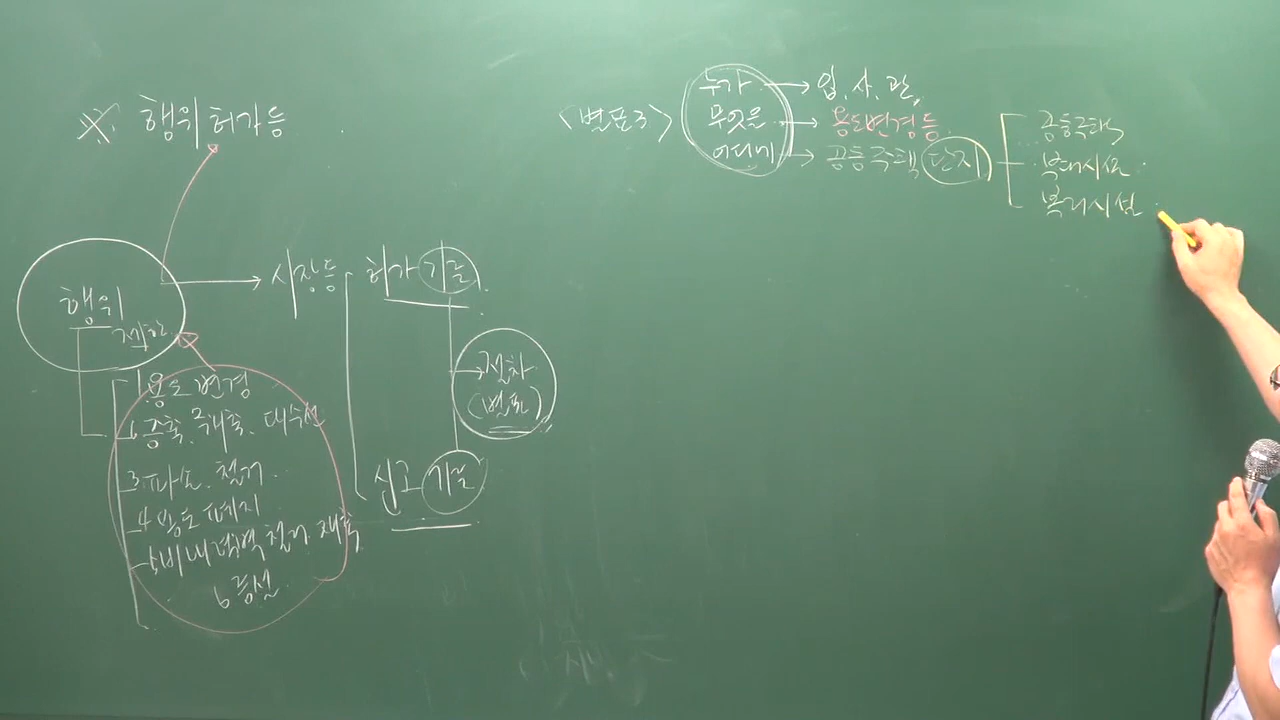 ※ 행위허가등
행위
제한
시장등
허가 기준
절차
(별표)
신고 기준
1용도변경
6증축. 2개축. 대수선
3.파손. 철거
4 용도폐지
5.비내력벽 철거. 재축
6 증설
<별표3>
누가 → 입. 사. 관.
무엇을 → 용도변경등
어디에 → 공동주택 단지
공동주택
부대시설
복리시설